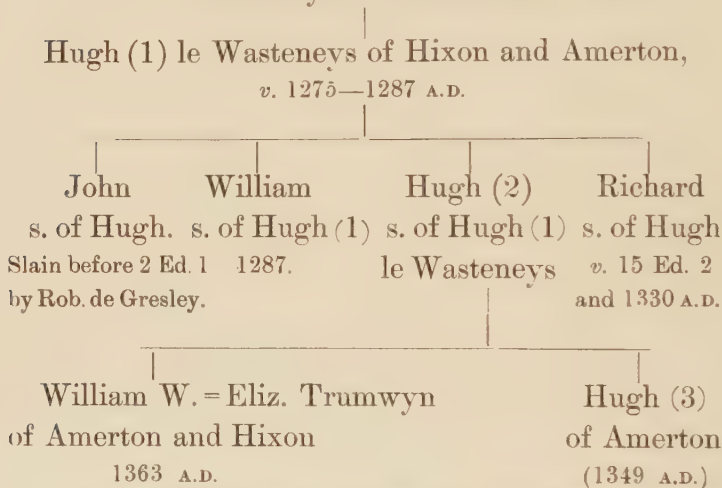 Hugh (1) le Wasteneys of Hixon and Amerton,
v. 1275—1287 A.D.
John William Hugh (2) Richard
s. of Hugh. s. of Hugh (1) s. of Hugh (1) s. of Hugh
Slain before 2 Ed. 1 1287. le Wasteneys v. 15 Ed. 2
by Rob. de Gresley. and 1330 A.D.
William W. = Eliz. Trumwyn Hugh (3)
of Amerton and Hixon of Amerton
1363 A.D. (1349 A.D.)